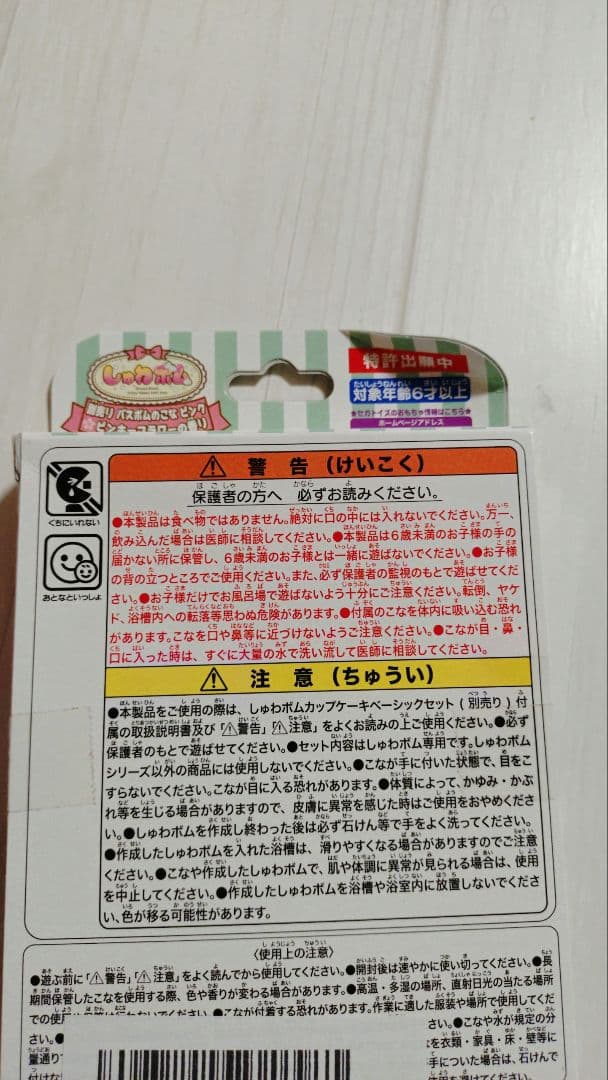 しゅわボム
別売り バスボムのこな ピンク
特許出願中
対象年齢6才以上
★セガトイズのおもちゃ情報はこちら★
ホームページアドレス
くちにいれない
おとなといっしょ
警告（けいこく）
保護者の方へ 必ずお読みください。
●本製品は食べ物ではありません。絶対に口の中には入れないでください。万一、
飲み込んだ場合は医師に相談してください。●本製品は6歳未満のお子様の手の
届かない所に保管し、6歳未満のお子様とは一緒に遊ばないでください。●お子様
の背の立つところでご使用ください。また、必ず保護者の監視のもとで遊ばせてくだ
さい。●お子様だけでお風呂場で遊ばないよう十分にご注意ください。転倒、ヤケ
ド、浴槽内への転落等思わぬ危険があります。●付属のこなを体内に吸い込む恐れ
があります。こなを口や鼻等に近づけないようご注意ください。●こなが目・鼻・
口に入った時は、すぐに大量の水で洗い流して医師に相談してください。
注意（ちゅうい）
●本製品をご使用の際は、しゅわボムカップケーキベーシックセット（別売り）付
属の取扱説明書及び「警告」「注意」をよくお読みの上ご使用ください。●必ず
保護者のもとで遊ばせてください。●セット内容はしゅわボム専用です。しゅわボム
シリーズ以外の商品には使用しないでください。●こなが手に付いた状態で、目をこ
すらないでください。こなが目に入る恐れがあります。●体質によって、かゆみ・かぶ
れ等を生じる場合がありますので、皮膚に異常を感じた時はご使用をおやめくださ
い。●しゅわボムを作成し終わった後は必ず石けん等で手をよく洗ってください。
●作成したしゅわボムを入れた浴槽は、滑りやすくなる場合がありますのでご注意
ください。●こなや作成したしゅわボムで、肌や体調に異常が見られる場合は、使用
を中止してください。●作成したしゅわボムを浴槽や浴室内に放置しないでくださ
い、色が移る可能性があります。
〈使用上の注意〉
●遊ぶ前に「警告」「注意」をよく読んでから使用してください。●開封後は速やかに使い切ってください。●長
期間保管したこなを使用する際、色や香りが変わる場合があります。●高温・多湿の場所、直射日光の当たる場所
●こなが付着する恐れがあります。作業に適した服装や場所で使用してくだ
さい。●こなや水が規定の分
量通り
を衣類・家具・床・壁等に
手についた場合は、石けんで